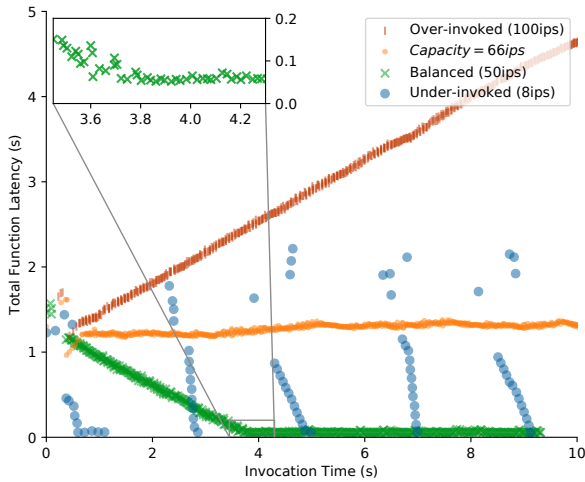 5
4
3
2
1
0
Total Function Latency (s)
0.2
0.1
0.0
3.6 3.8 4.0 4.2
Over-invoked (100ips)
Capacity = 66ips
Balanced (50ips)
Under-invoked (8ips)
0 2 4 6 8 10
Invocation Time (s)